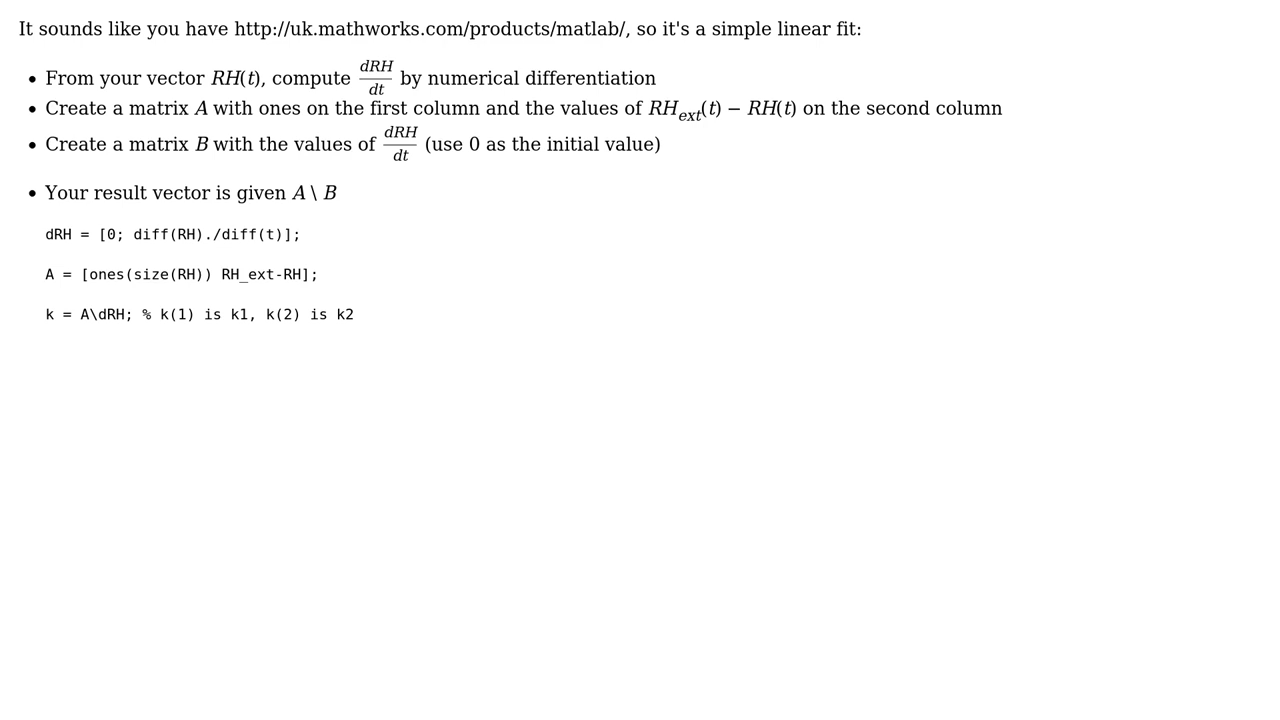 It sounds like you have http://uk.mathworks.com/products/matlab/, so it's a simple linear fit:
• From your vector RH(t), compute dRH/dt by numerical differentiation
• Create a matrix A with ones on the first column and the values of RH_ext(t) − RH(t) on the second column
• Create a matrix B with the values of dRH/dt (use 0 as the initial value)
• Your result vector is given A \ B
dRH = [0; diff(RH)./diff(t)];
A = [ones(size(RH)) RH_ext-RH];
k = A\dRH; % k(1) is k1, k(2) is k2